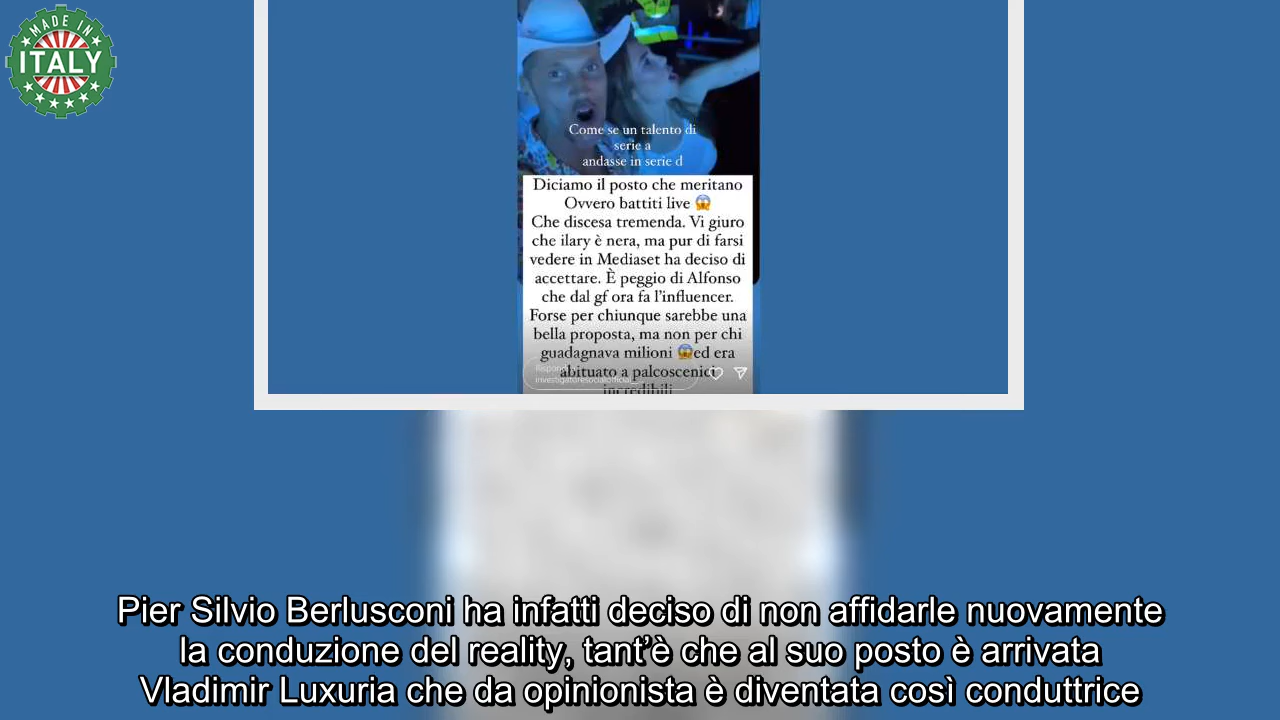 MADE IN
ITALY
Come se un talento di
serie a
andasse in serie d
Diciamo il posto che meritano
Ovvero battiti live 😱
Che discesa tremenda. Vi giuro
che ilary è nera, ma pur di farsi
vedere in Mediaset ha deciso di
accettare. È peggio di Alfonso
che dal gf ora fa l'influencer.
Forse per chiunque sarebbe una
bella proposta, ma non per chi
guadagnava milioni 😱ed era
abituato a palcoscenici
incredibili
Pier Silvio Berlusconi ha infatti deciso di non affidarle nuovamente
la conduzione del reality, tant’è che al suo posto è arrivata
Vladimir Luxuria che da opinionista è diventata così conduttrice